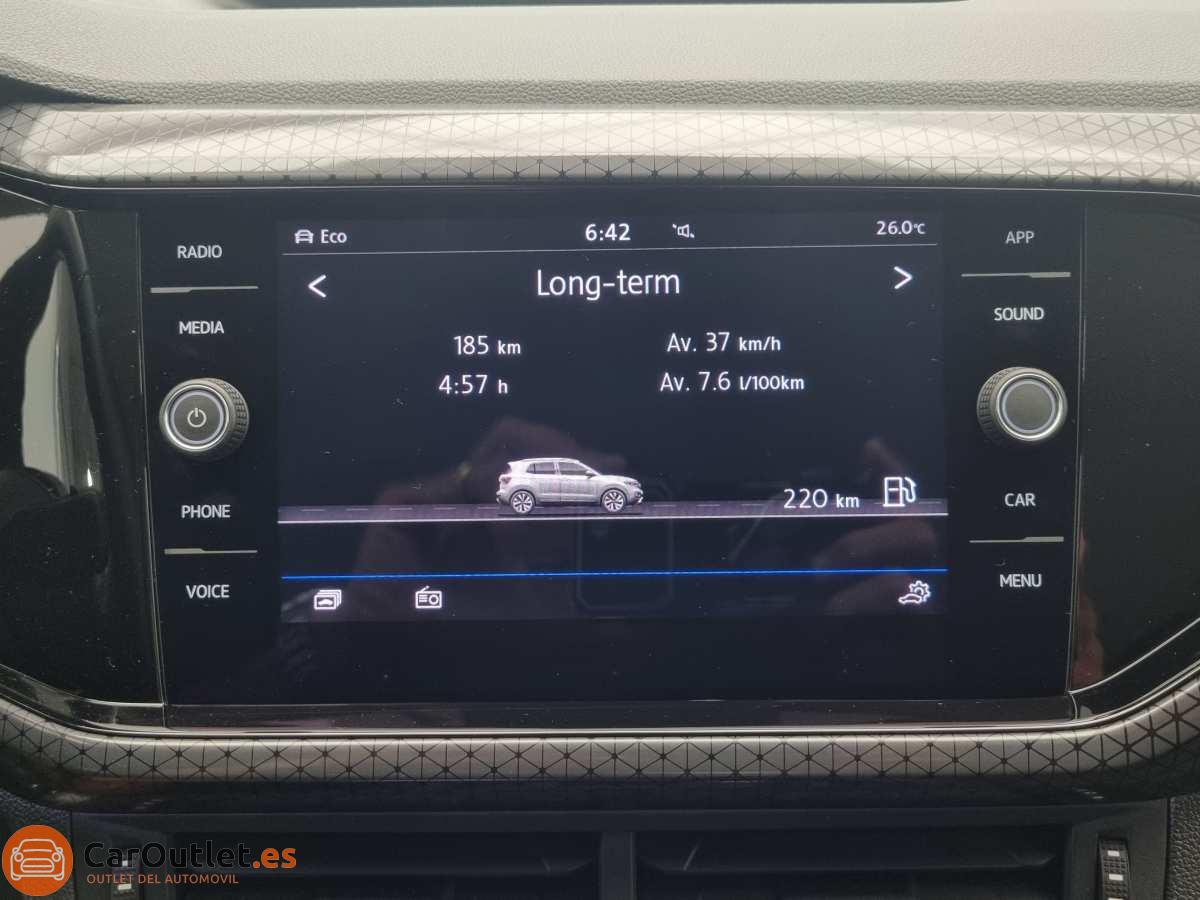 RADIO
MEDIA
PHONE
VOICE
Eco
6:42
26.0°C
< Long-term >
185 km
Av. 37 km/h
4:57 h
Av. 7.6 l/100km
220 km
APP
SOUND
CAR
MENU
CarOutlet.es
OUTLET DEL AUTOMOVIL